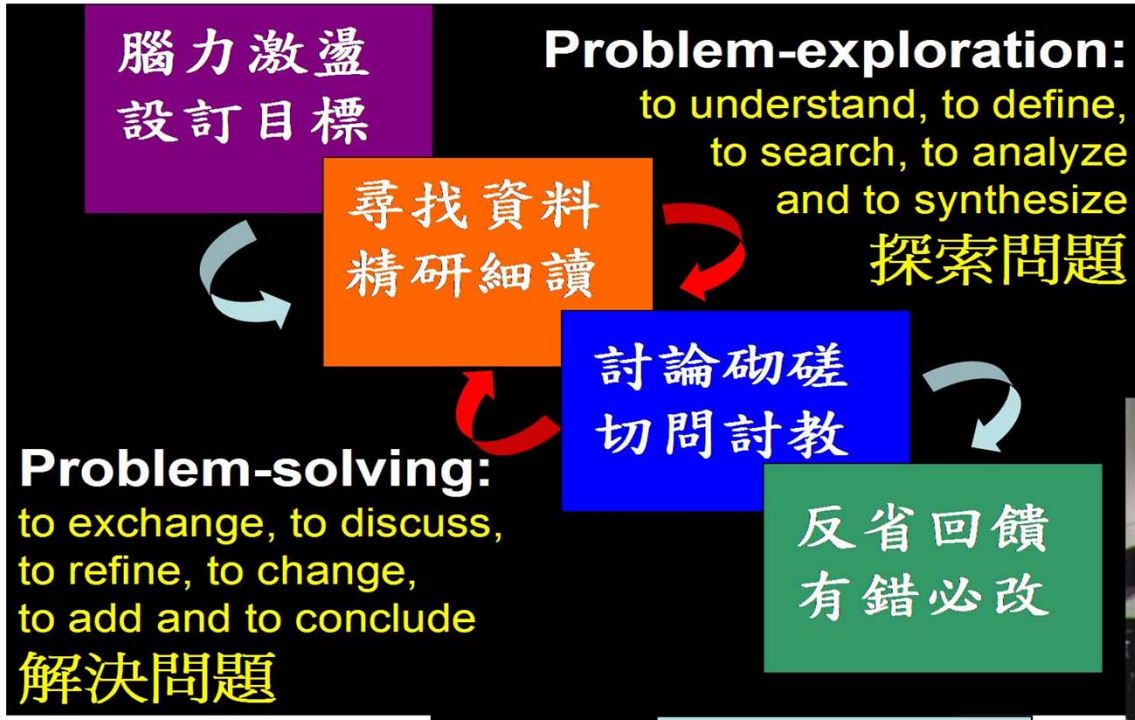 腦力激盪
設訂目標
Problem-exploration:
to understand, to define,
to search, to analyze
and to synthesize
探索問題
尋找資料
精研細讀
討論砌磋
切問討教
Problem-solving:
to exchange, to discuss,
to refine, to change,
to add and to conclude
解決問題
反省回饋
有錯必改